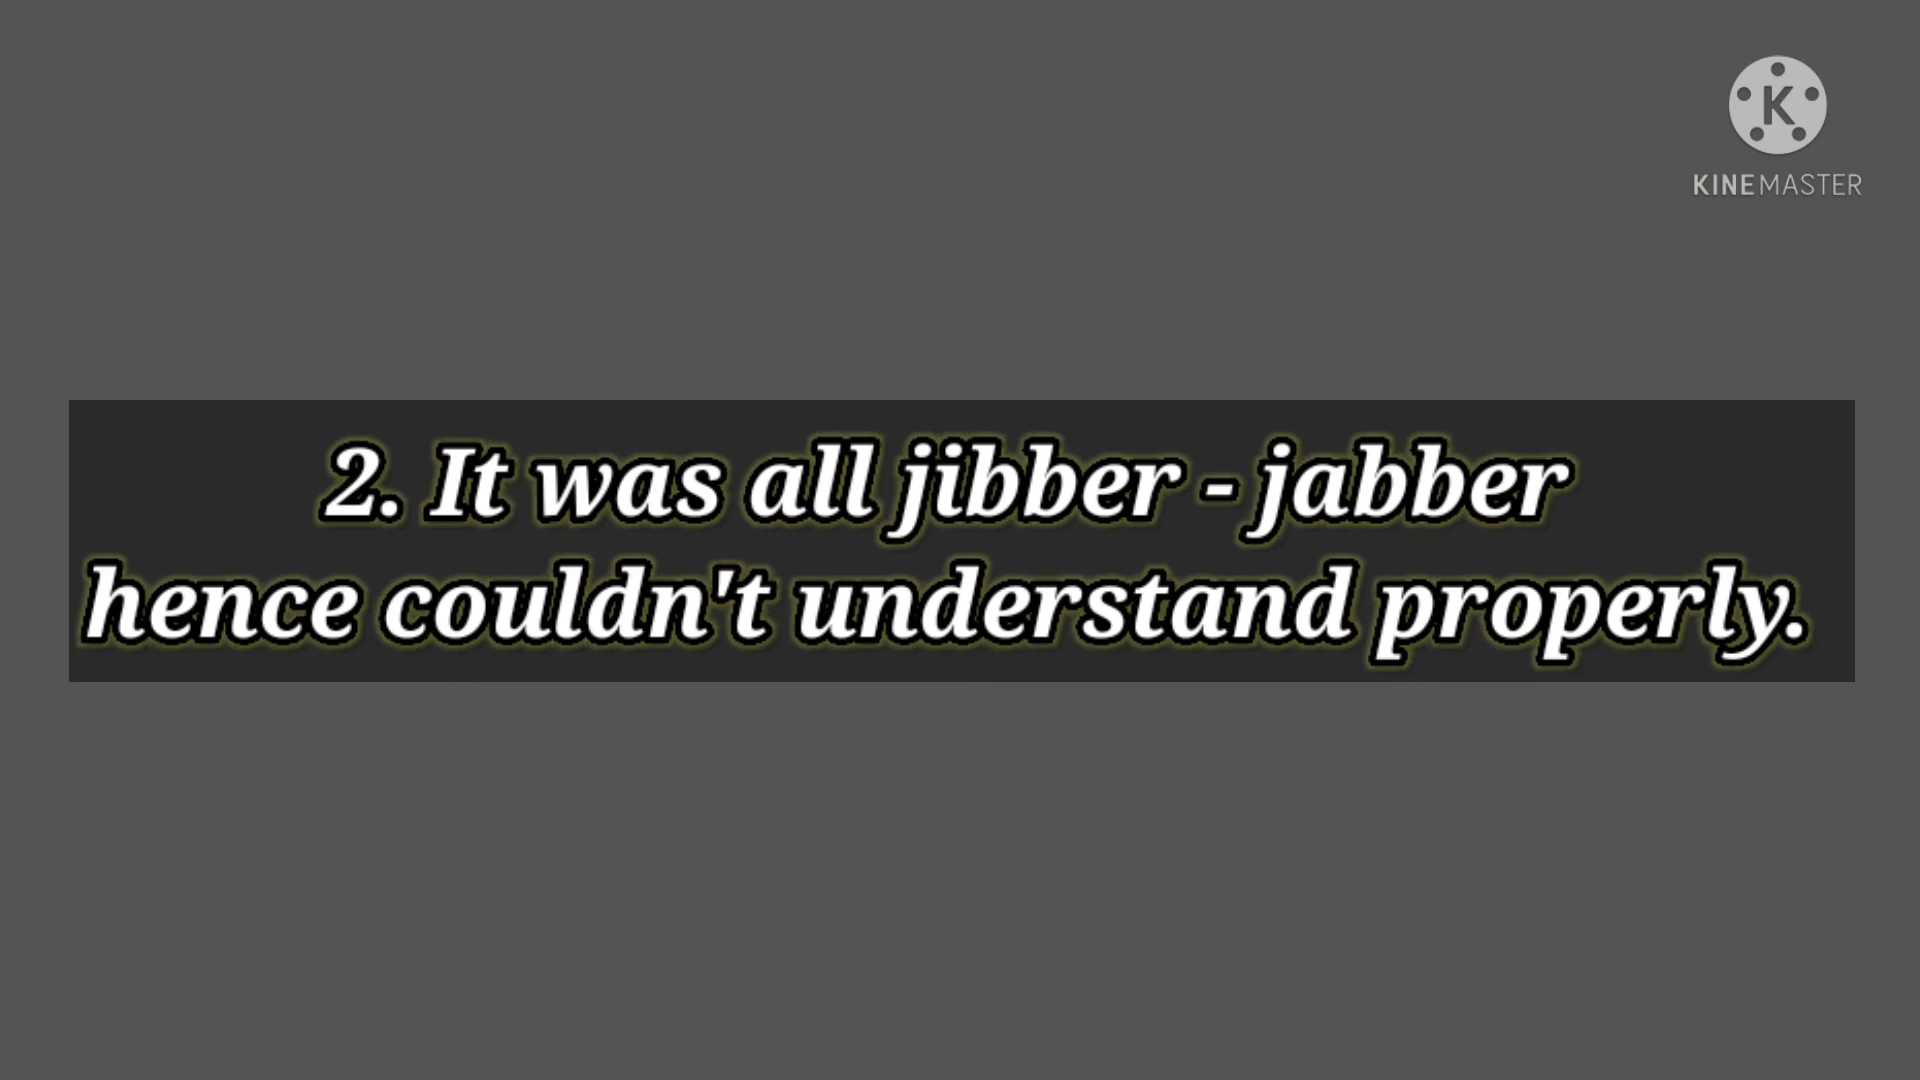 K
KINEMASTER
2. It was all jibber - jabber
hence couldn't understand properly.